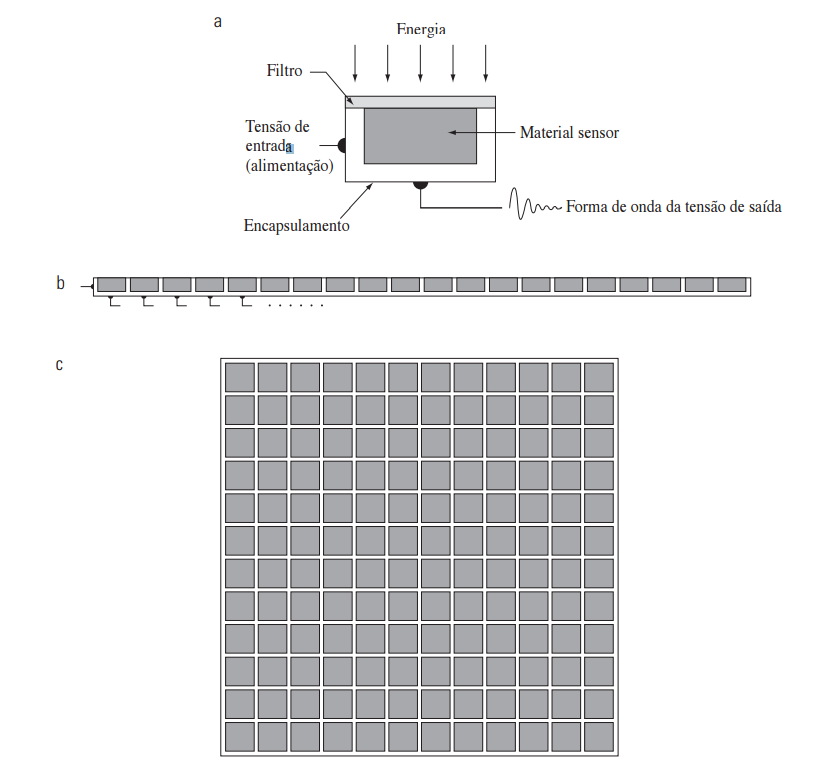 a
Energia
Filtro
Tensão de
entrada
(alimentação)
Material sensor
Forma de onda da tensão de saída
Encapsulamento
b
c